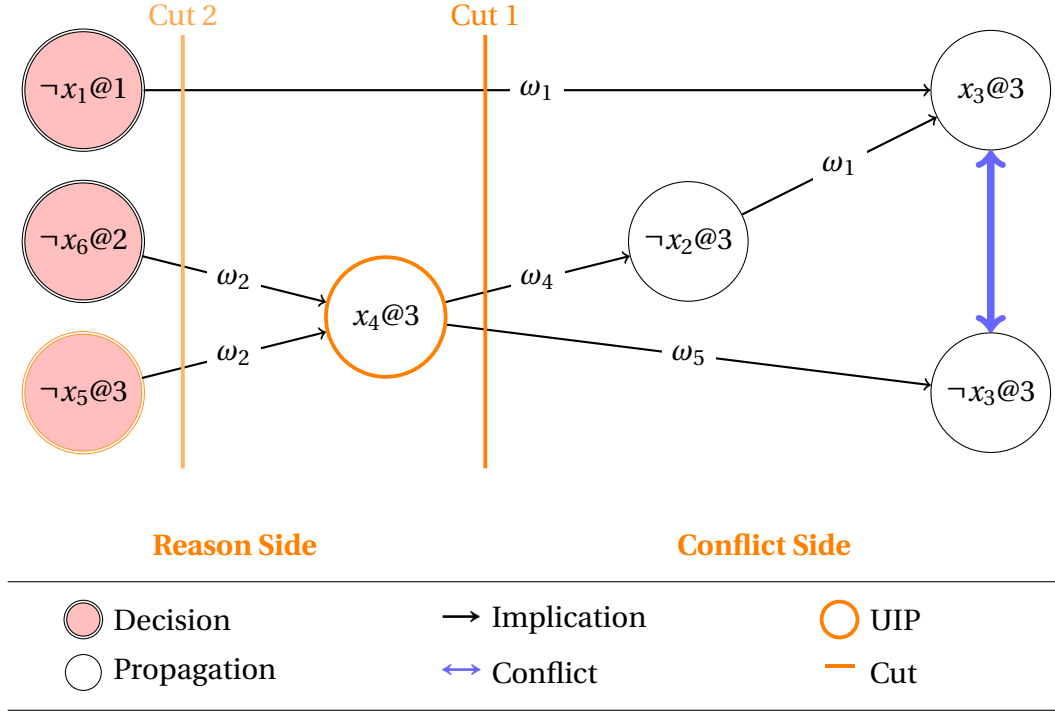 Cut 2
Cut 1
¬x₁@1
ω₁
x₃@3
ω₁
¬x₆@2
ω₂
ω₄
¬x₂@3
x₄@3
¬x₅@3
ω₂
ω₅
¬x₃@3
Reason Side
Conflict Side
Decision
Implication
UIP
Propagation
Conflict
Cut